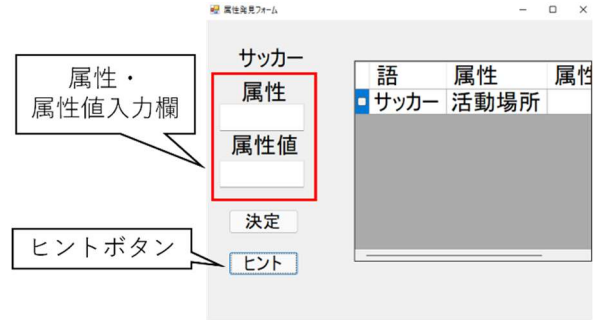 属性発見フォーム
サッカー
属性・
属性値入力欄
属性
属性値
決定
ヒントボタン
ヒント
語 属性 属性
サッカー 活動場所